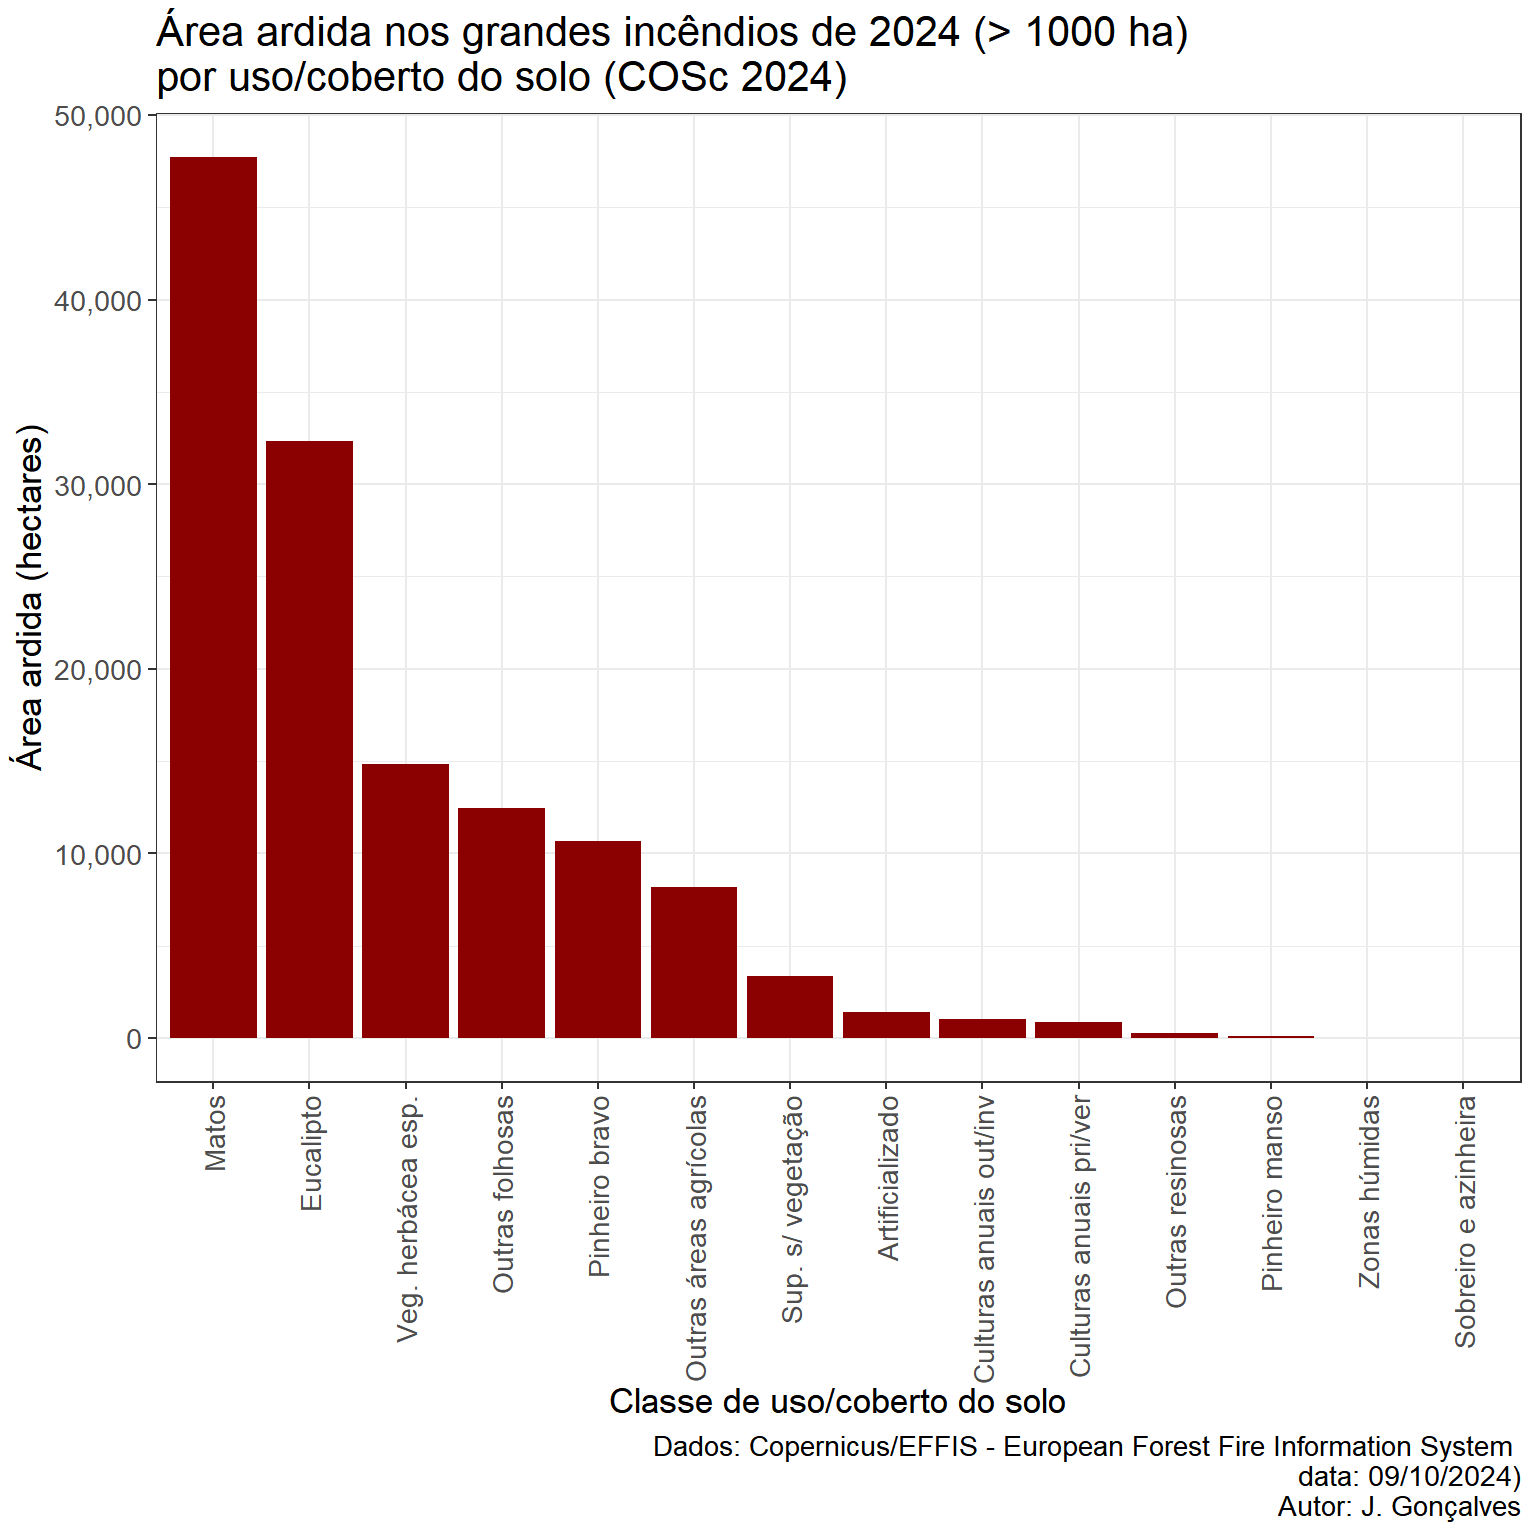 Área ardida nos grandes incêndios de 2024 (> 1000 ha)
por uso/coberto do solo (COSc 2024)
Área ardida (hectares)
50,000
40,000
30,000
20,000
10,000
0
Matos
Eucalipto
Veg. herbácea esp.
Outras folhosas
Pinheiro bravo
Outras áreas agrícolas
Sup. s/ vegetação
Artificializado
Culturas anuais out/inv
Culturas anuais pri/ver
Outras resinosas
Pinheiro manso
Zonas húmidas
Sobreiro e azinheira
Classe de uso/coberto do solo
Dados: Copernicus/EFFIS - European Forest Fire Information System
data: 09/10/2024)
Autor: J. Gonçalves